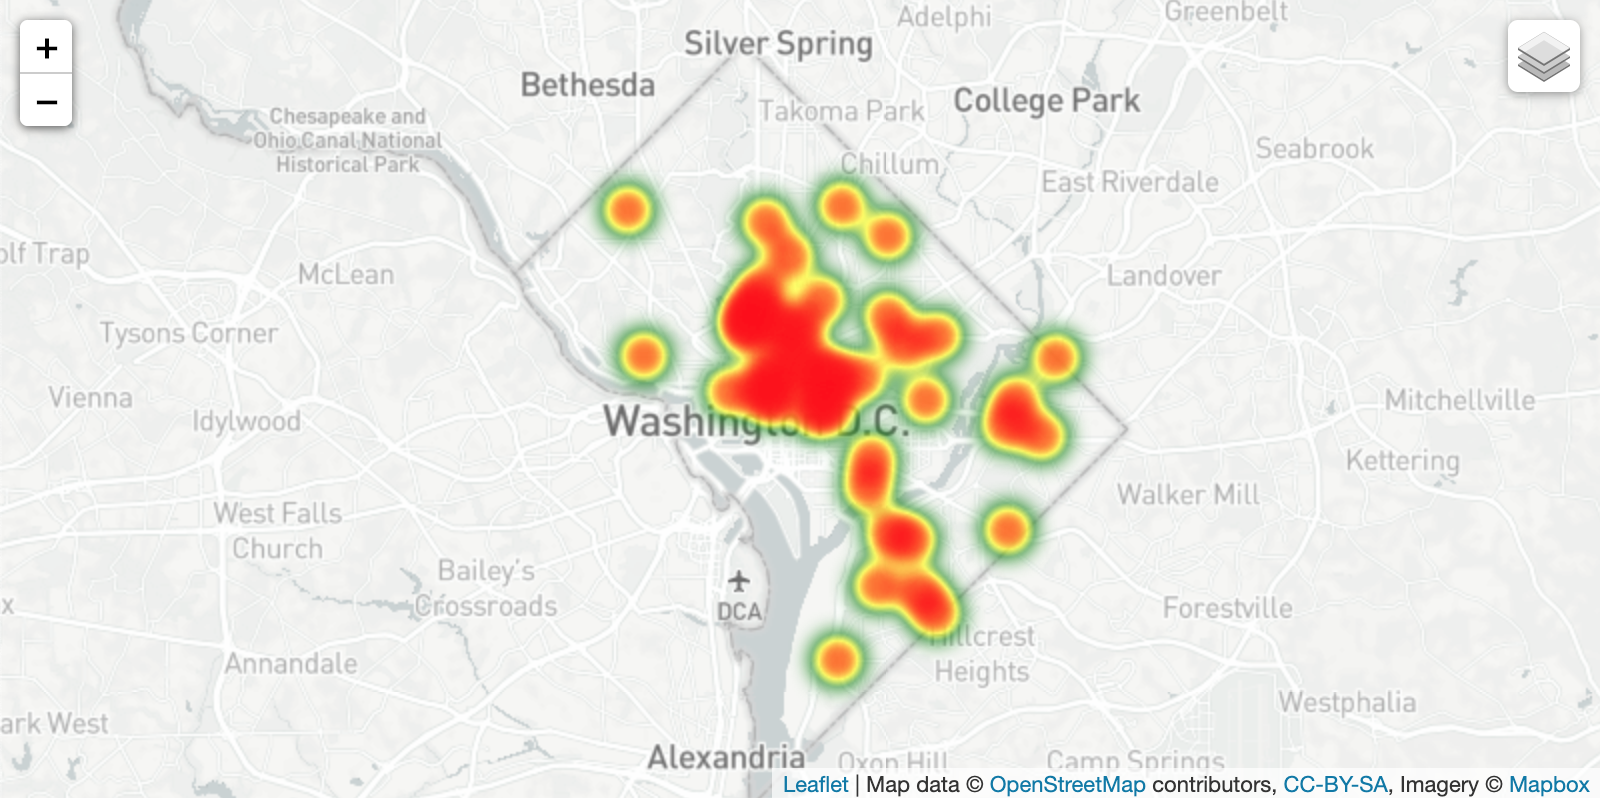 +
−
Adelphi
Greenbelt
Silver Spring
Bethesda
Takoma Park
College Park
Chesapeake and
Ohio Canal National
Historical Park
Chillum
Seabrook
East Riverdale
olf Trap
McLean
Landover
Tysons Corner
Vienna
Idylwood
Washingt D.C.
Mitchellville
Kettering
Walker Mill
West Falls
Church
Bailey's
Crossroads
DCA
x
Forestville
Hillcrest
Heights
Annandale
Westphalia
ark West
Alexandria
Oxon Hill
Camp Springs
Leaflet | Map data © OpenStreetMap contributors, CC-BY-SA, Imagery © Mapbox